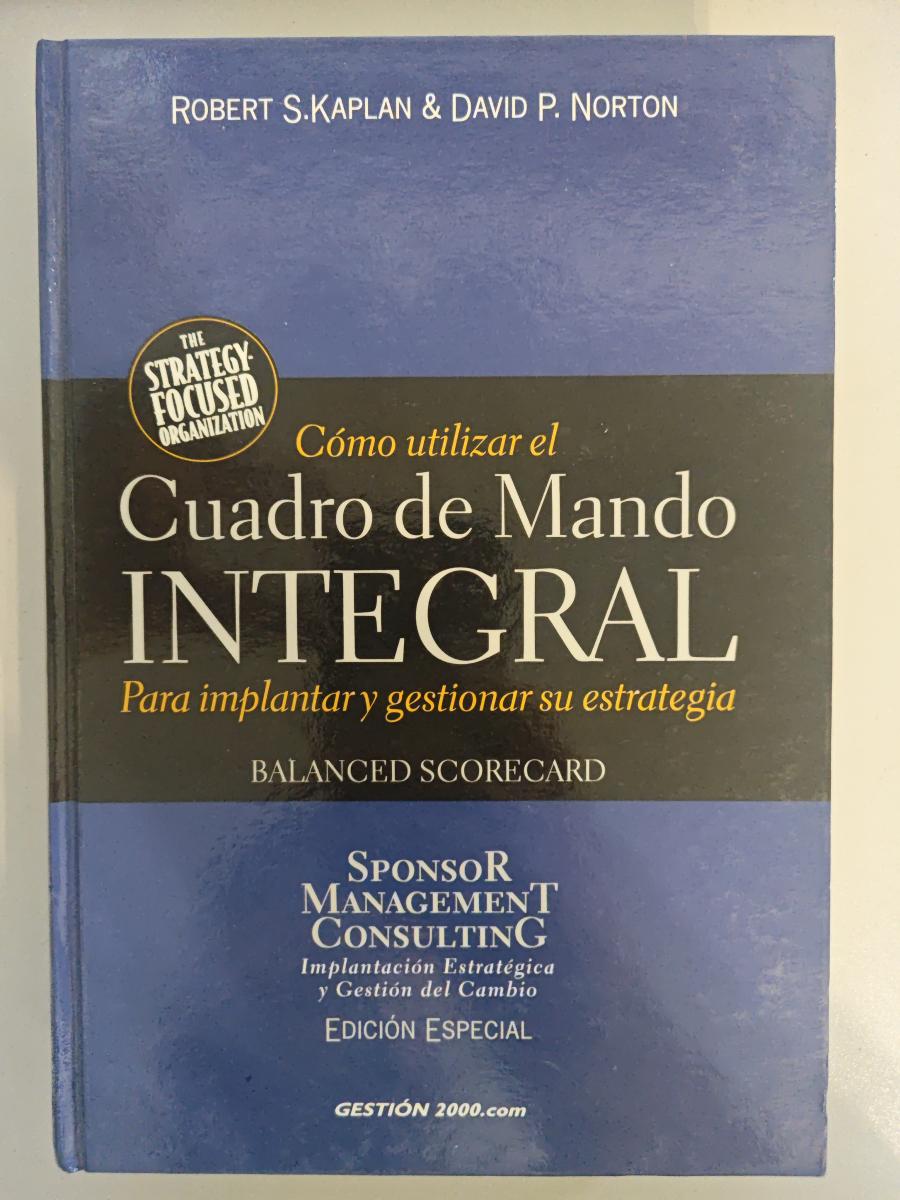 ROBERT S.KAPLAN & DAVID P. NORTON
THE
STRATEGY-
FOCUSED
ORGANIZATION
Cómo utilizar el
Cuadro de Mando
INTEGRAL
Para implantar y gestionar su estrategia
BALANCED SCORECARD
SPONSOR
MANAGEMENT
CONSULTING
Implantación Estratégica
y Gestión del Cambio
EDICIÓN ESPECIAL
GESTIÓN 2000.com